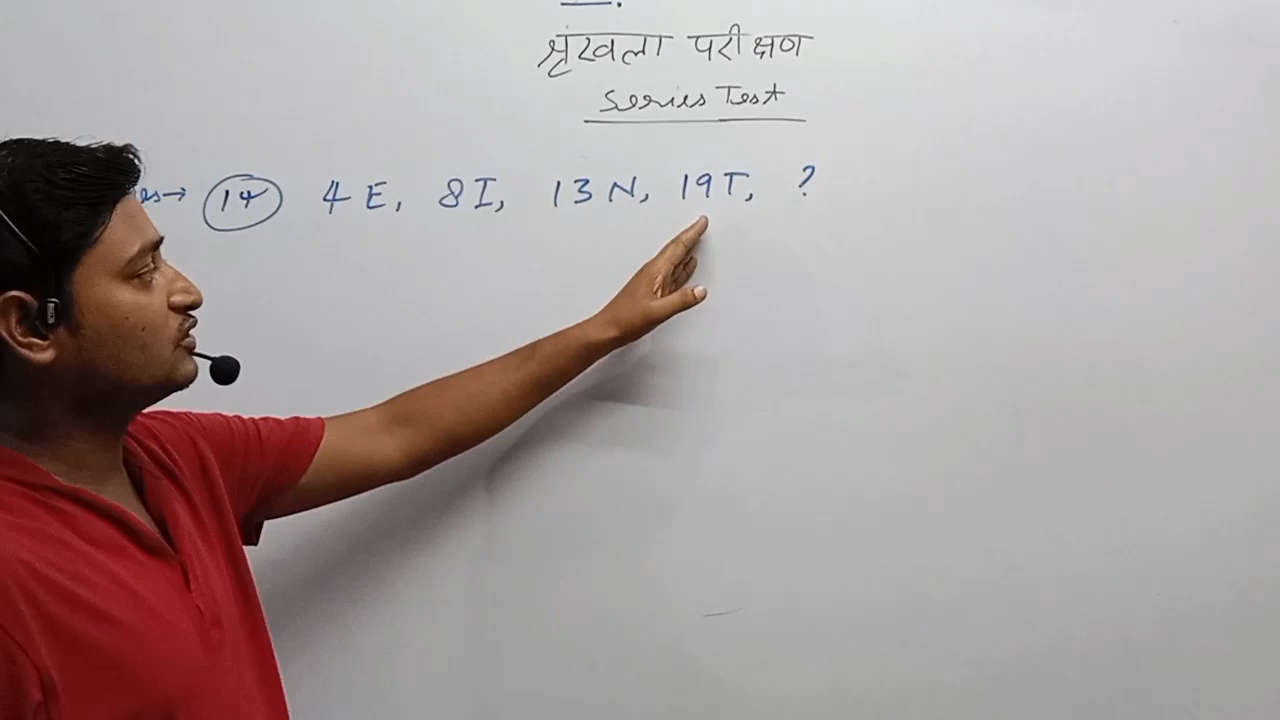 श्रृंखला परीक्षण
Series Test
14 4E, 8I, 13N, 19T, ?